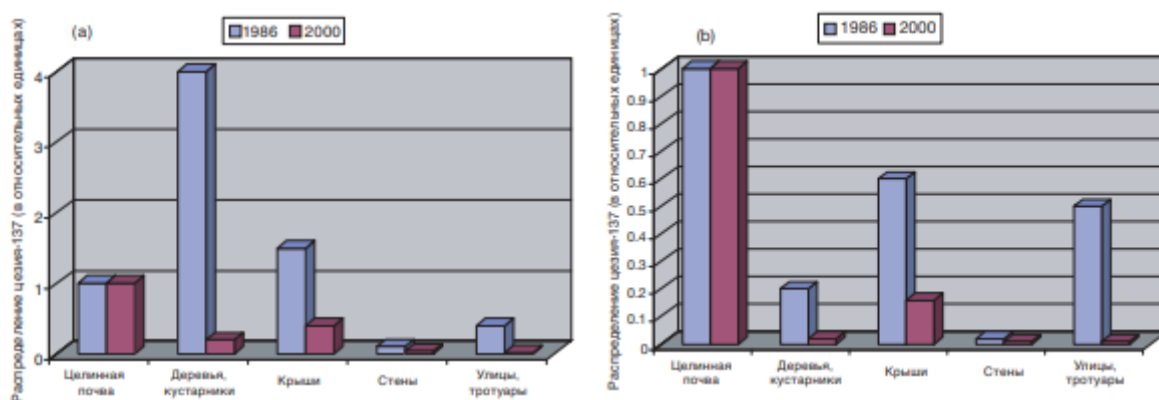 (a)
1986 2000
Распределение цезия-137 (в относительных единицах)
4
3
2
1
0
Целинная
почва
Деревья,
кустарники
Крыши
Стены
Улицы,
тротуары
(b)
1986 2000
Распределение цезия-137 (в относительных единицах)
1
0.9
0.8
0.7
0.6
0.5
0.4
0.3
0.2
0.1
0
Целинная
почва
Деревья,
кустарники
Крыши
Стены
Улицы,
тротуары